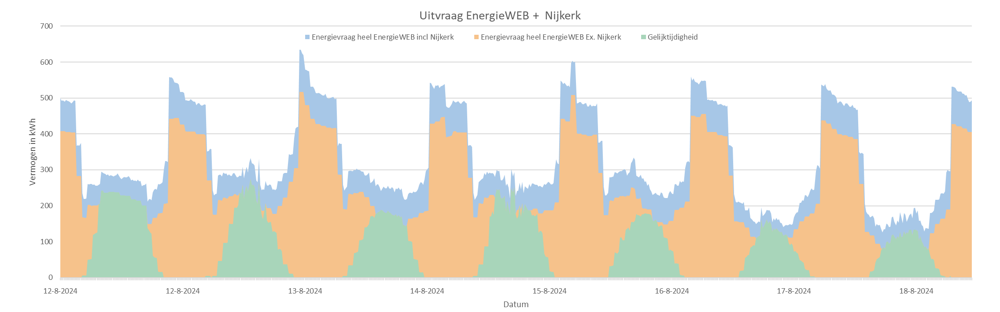 Uitvraag EnergieWEB + Nijkerk
Energievraag heel EnergieWEB incl Nijkerk
Energievraag heel EnergieWEB Ex. Nijkerk
Gelijktijdigheid
Vermogen in kWh
700
600
500
400
300
200
100
0
12-8-2024
12-8-2024
13-8-2024
14-8-2024
15-8-2024
16-8-2024
17-8-2024
18-8-2024
Datum